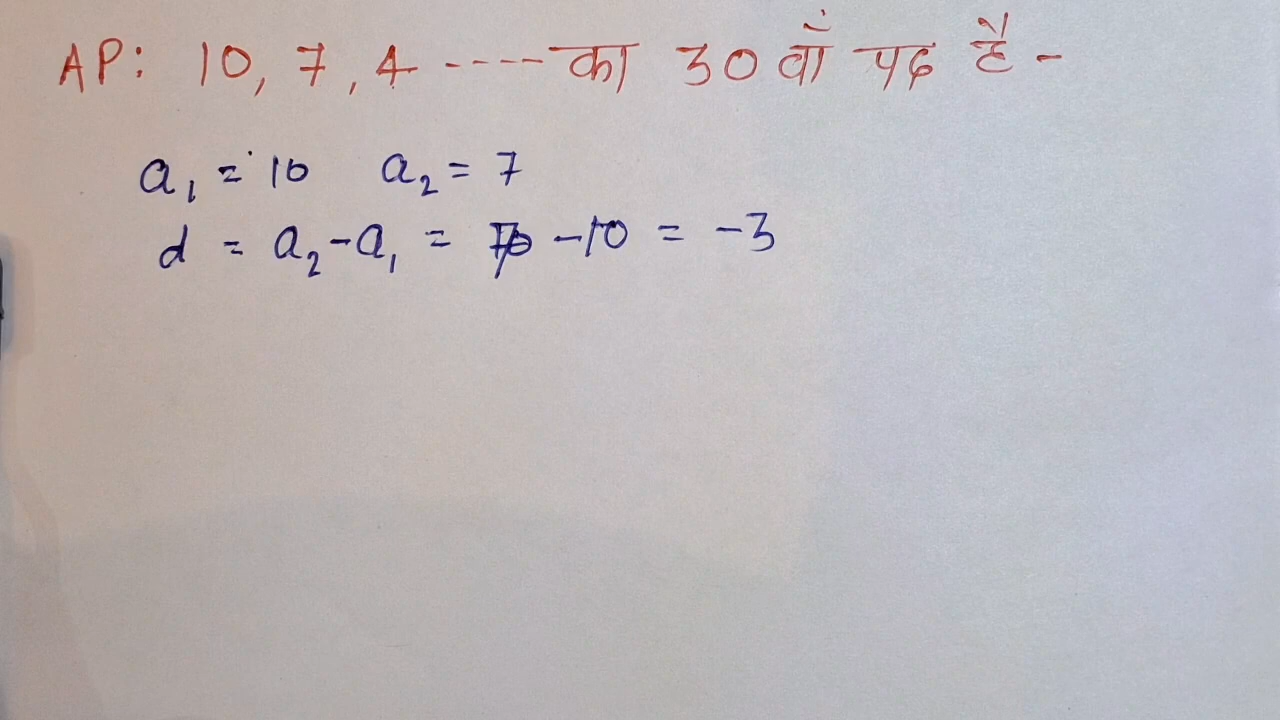 AP: 10, 7, 4 ---- का 30 वाँ पद है -
a₁ = 10 a₂ = 7
d = a₂ - a₁ = 7 - 10 = -3